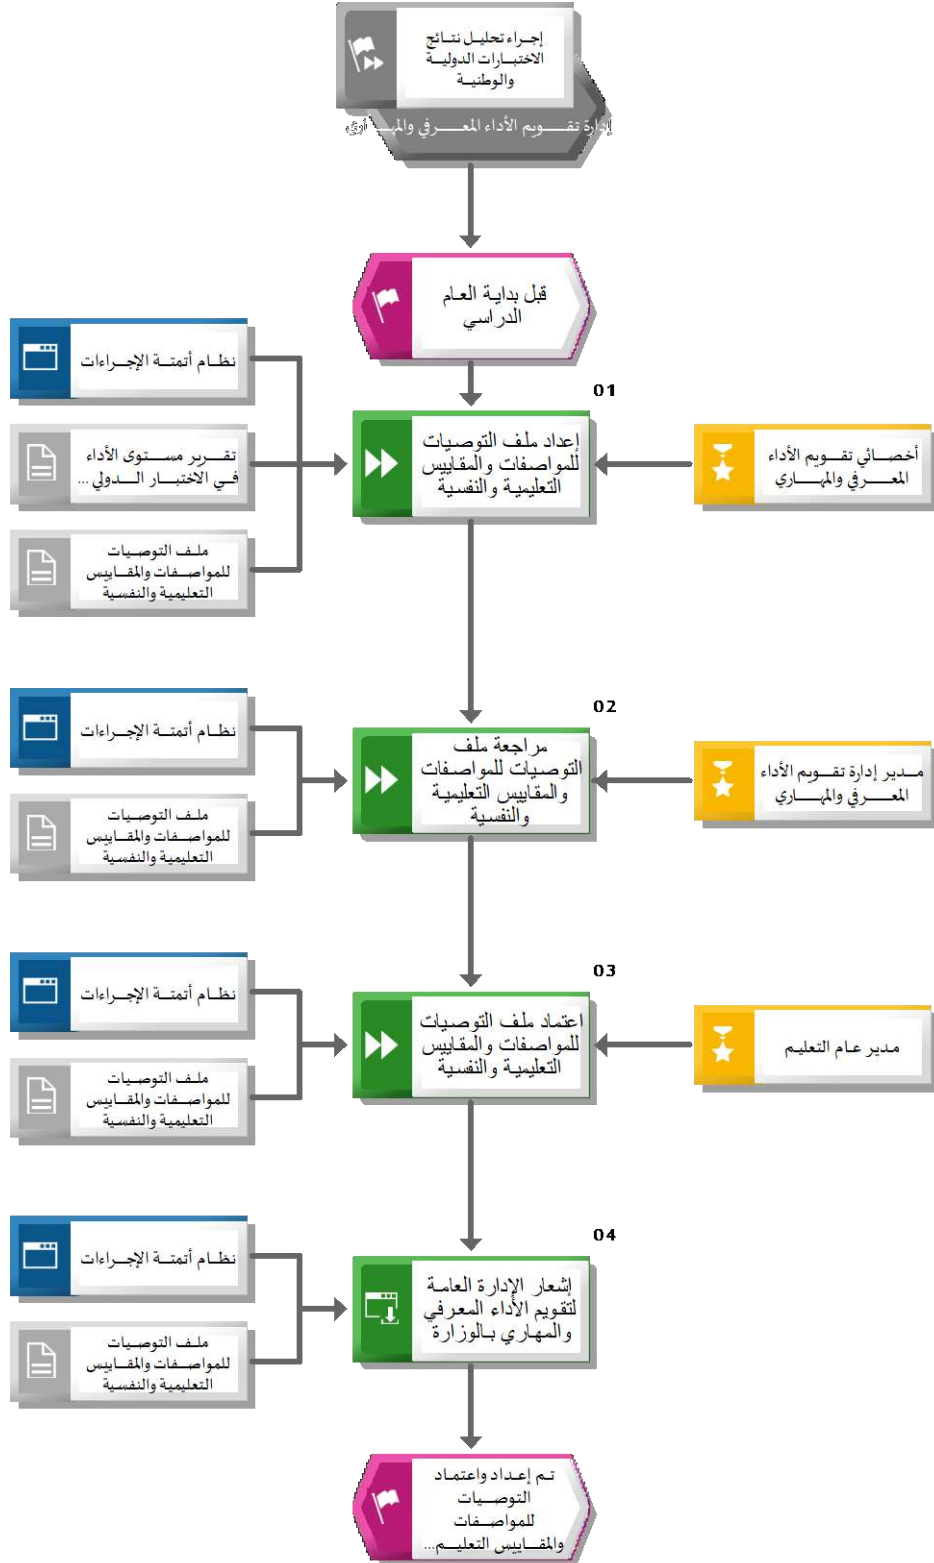 إجراء تحليل نتائج
الاختبارات الدولية
والوطنية
إدارة تقويم الأداء المعرفي والمهاري
قبل بداية العام
الدراسي
01
نظام أتمتة الإجراءات
تقرير مستوى الأداء
في الاختبار الدولي ...
ملف التوصيات
للمواصفات والمقاييس
التعليمية والنفسية
إعداد ملف التوصيات
للمواصفات والمقاييس
التعليمية والنفسية
أخصائي تقويم الأداء
المعرفي والمهاري
02
نظام أتمتة الإجراءات
ملف التوصيات
للمواصفات والمقاييس
التعليمية والنفسية
مراجعة ملف
التوصيات للمواصفات
والمقاييس التعليمية
والنفسية
مدير إدارة تقويم الأداء
المعرفي والمهاري
03
نظام أتمتة الإجراءات
ملف التوصيات
للمواصفات والمقاييس
التعليمية والنفسية
اعتماد ملف التوصيات
للمواصفات والمقاييس
التعليمية والنفسية
مدير عام التعليم
04
نظام أتمتة الإجراءات
ملف التوصيات
للمواصفات والمقاييس
التعليمية والنفسية
إشعار الإدارة العامة
لتقويم الأداء المعرفي
والمهاري بالوزارة
تم إعداد واعتماد
التوصيات
للمواصفات
والمقاييس التعليم...